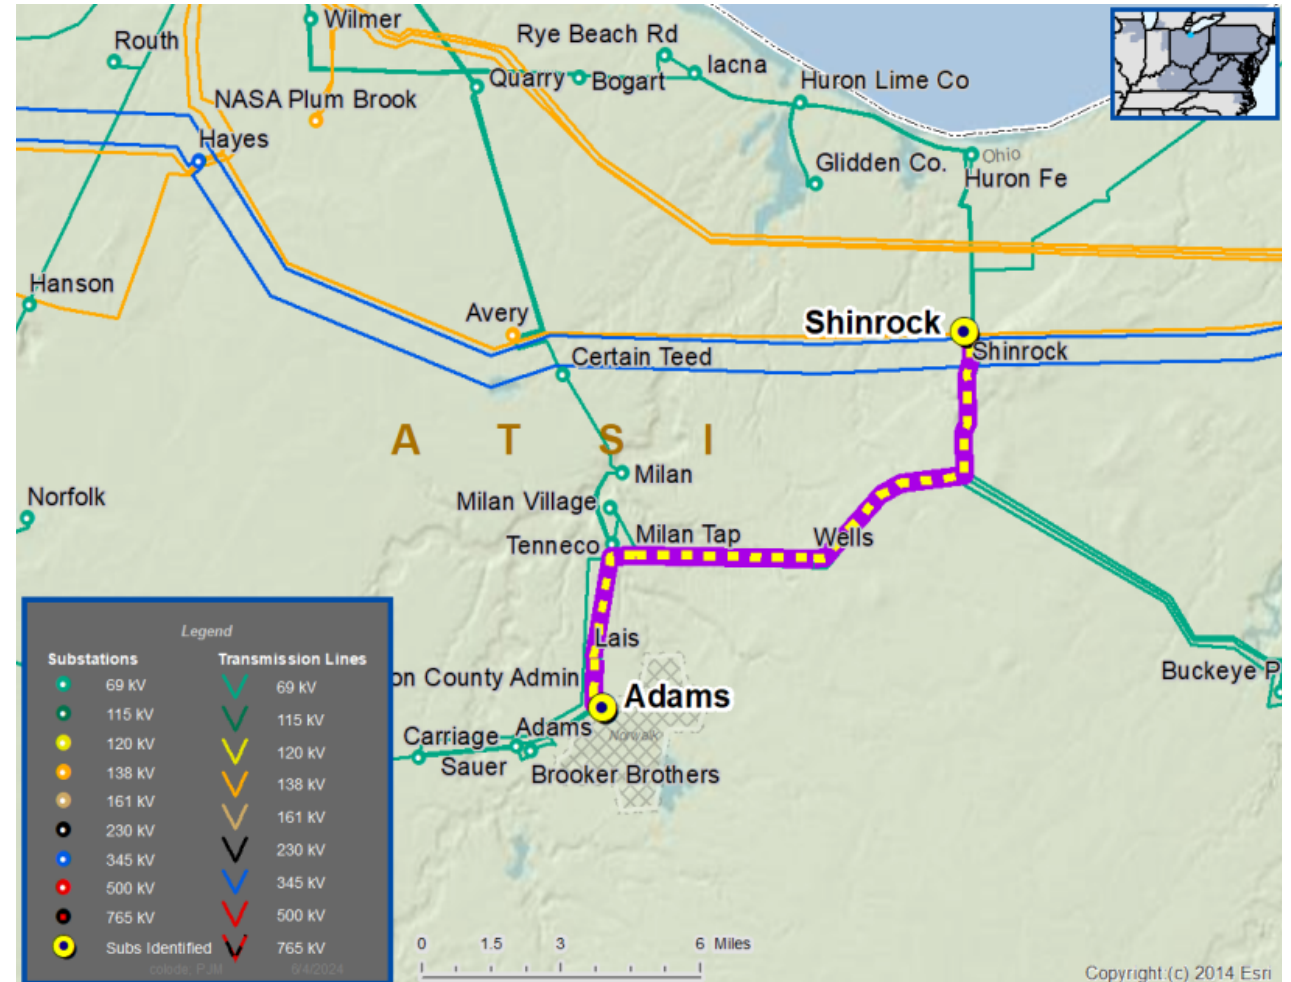 Wilmer
Routh
Rye Beach Rd
Iacna
Quarry
Bogart
Huron Lime Co
NASA Plum Brook
Hayes
Ohio
Glidden Co.
Huron Fe
Hanson
Avery
Shinrock
Shinrock
Certain Teed
A T S I
Milan
Norfolk
Milan Village
Milan Tap
Wells
Tenneco
Lais
on County Admin
Buckeye P
Adams
Adams
Carriage
Norwalk
Sauer
Brooker Brothers
Legend
Substations Transmission Lines
69 kV 69 kV
115 kV 115 kV
120 kV 120 kV
138 kV 138 kV
161 kV 161 kV
230 kV 230 kV
345 kV 345 kV
500 kV 500 kV
765 kV 765 kV
Subs Identified
coloda, PJM 6/4/2024
0 1.5 3 6 Miles
Copyright:(c) 2014 Esri